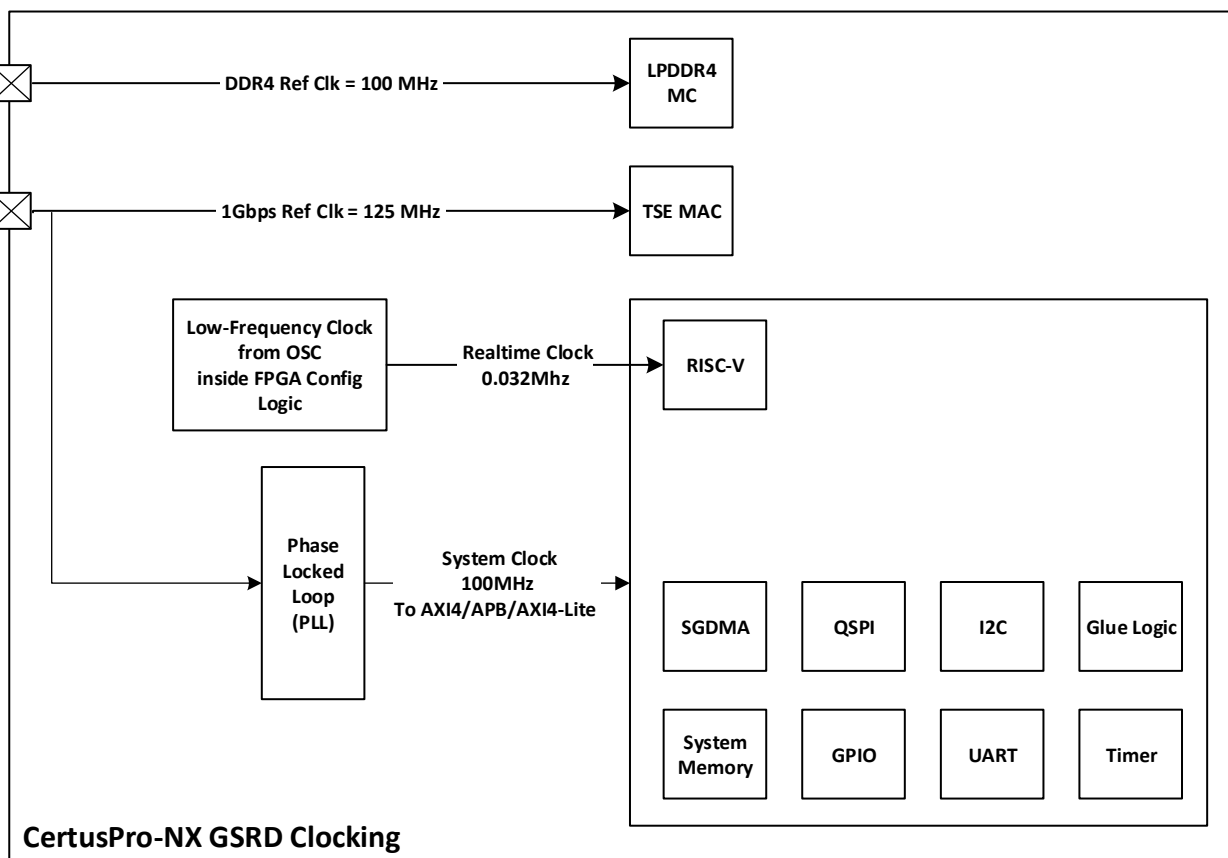 DDR4 Ref Clk = 100 MHz
LPDDR4
MC
1Gbps Ref Clk = 125 MHz
TSE MAC
Low-Frequency Clock
from OSC
inside FPGA Config
Logic
Realtime Clock
0.032Mhz
RISC-V
Phase
Locked
Loop
(PLL)
System Clock
100MHz
To AXI4/APB/AXI4-Lite
SGDMA
QSPI
I2C
Glue Logic
System
Memory
GPIO
UART
Timer
CertusPro-NX GSRD Clocking